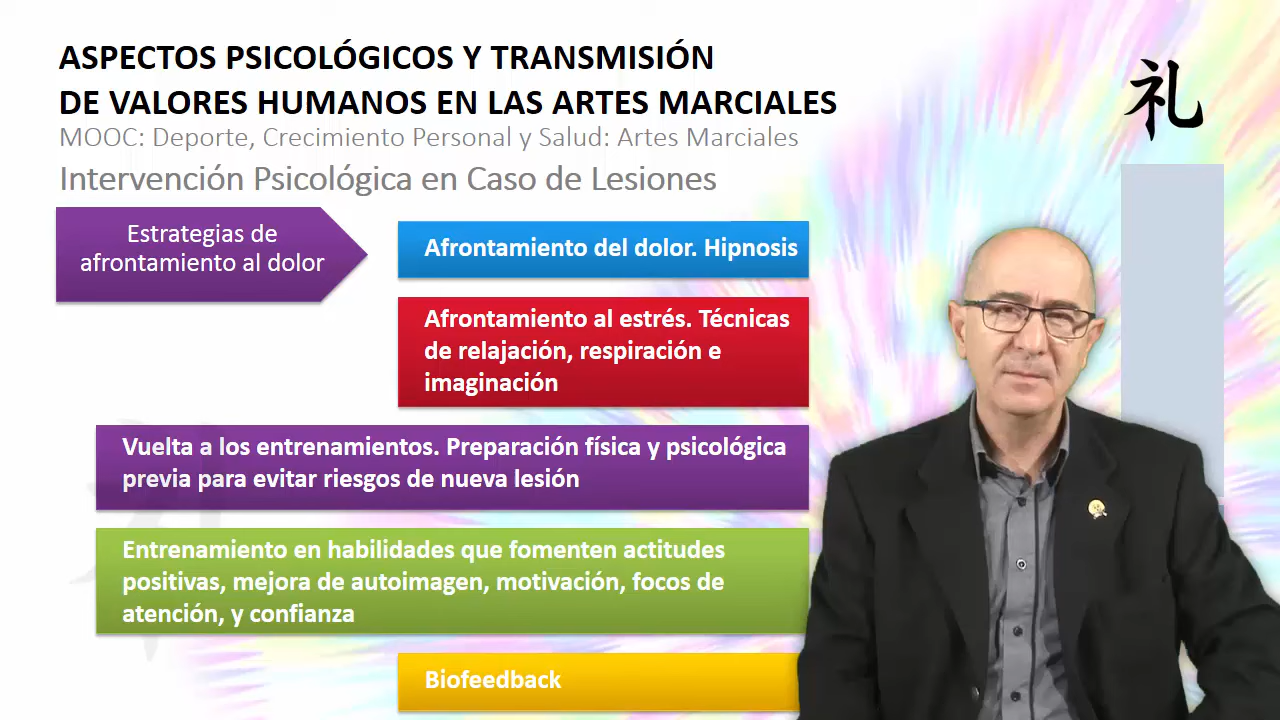 ASPECTOS PSICOLÓGICOS Y TRANSMISIÓN
DE VALORES HUMANOS EN LAS ARTES MARCIALES
MOOC: Deporte, Crecimiento Personal y Salud: Artes Marciales
Intervención Psicológica en Caso de Lesiones
礼
Estrategias de
afrontamiento al dolor
Afrontamiento del dolor. Hipnosis
Afrontamiento al estrés. Técnicas
de relajación, respiración e
imaginación
Vuelta a los entrenamientos. Preparación física y psicológica
previa para evitar riesgos de nueva lesión
Entrenamiento en habilidades que fomenten actitudes
positivas, mejora de autoimagen, motivación, focos de
atención, y confianza
Biofeedback